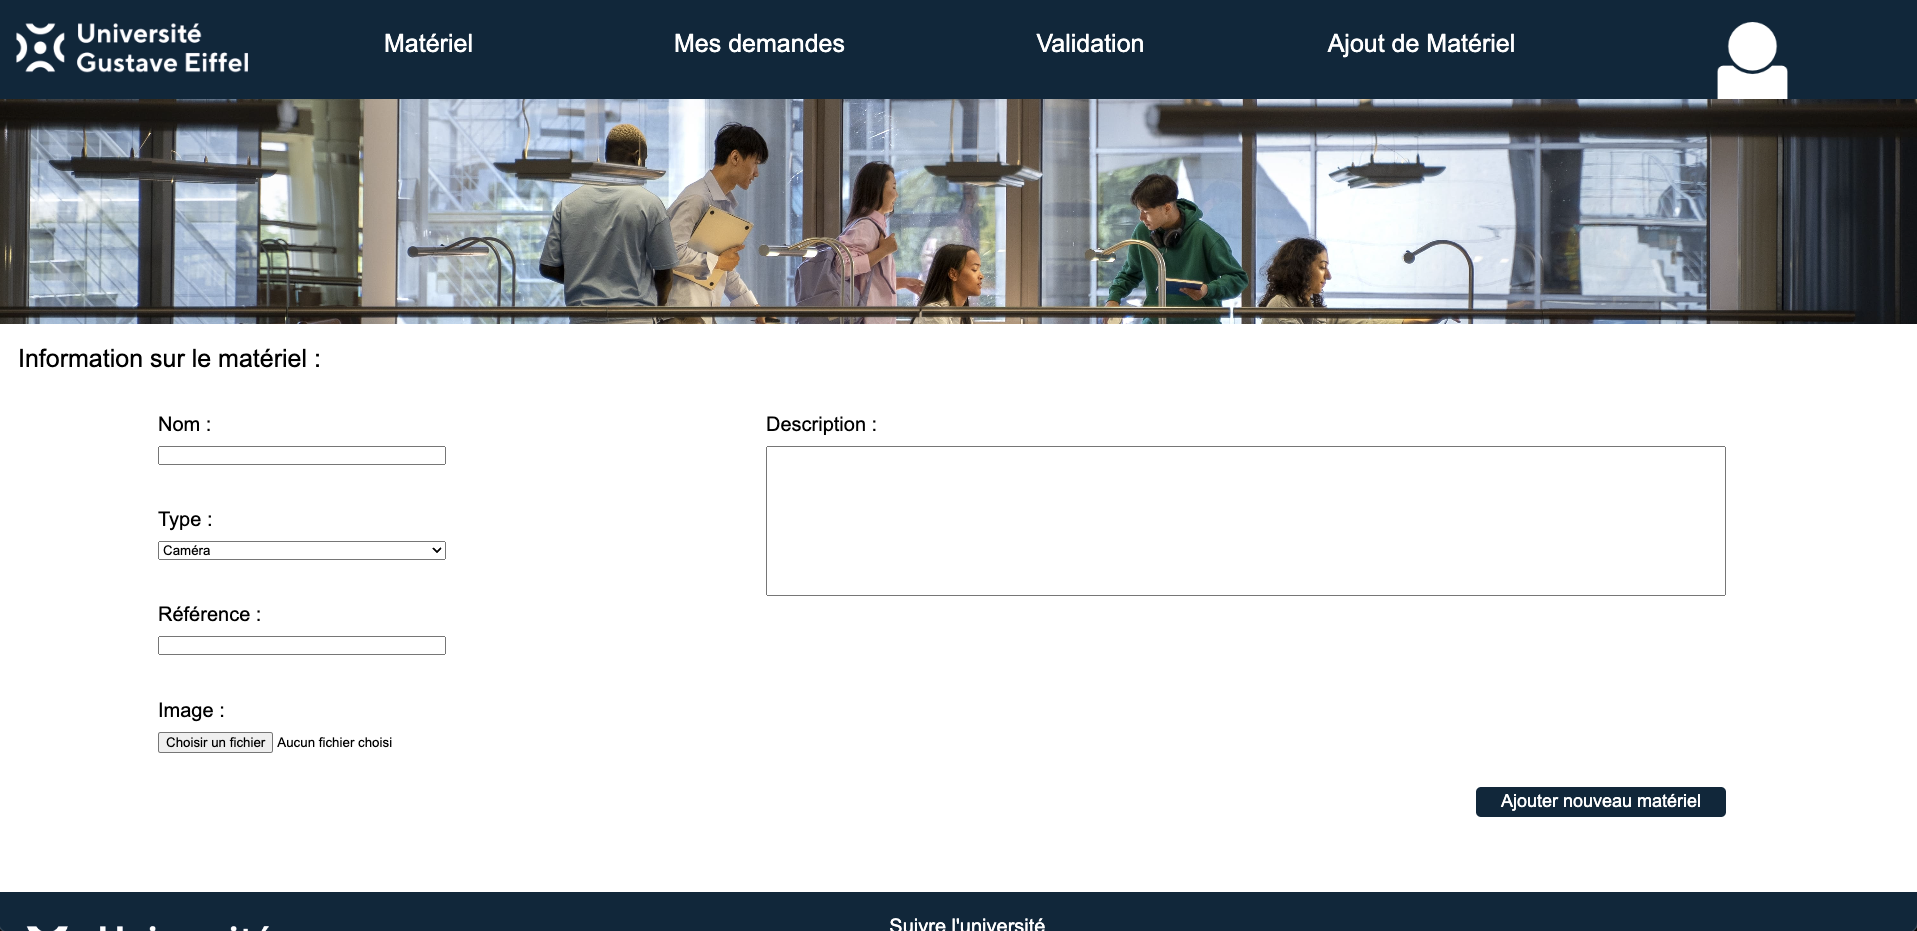 Université
Gustave Eiffel
Matériel
Mes demandes
Validation
Ajout de Matériel
Information sur le matériel :
Nom :
Description :
Type :
Caméra
Référence :
Image :
Choisir un fichier Aucun fichier choisi
Ajouter nouveau matériel
Université
Suivre l'université